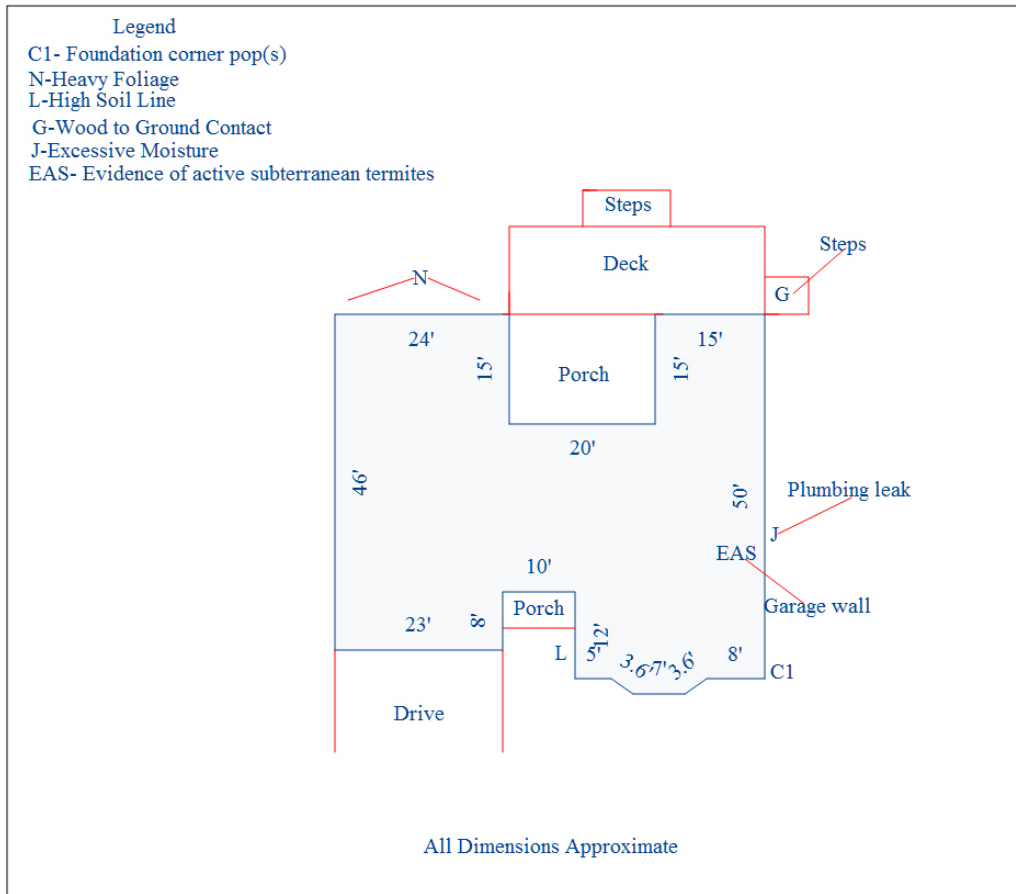 Legend
C1- Foundation corner pop(s)
N-Heavy Foliage
L-High Soil Line
G-Wood to Ground Contact
J-Excessive Moisture
EAS- Evidence of active subterranean termites
Steps
Steps
Deck
N
G
24'
15'
15'
15'
Porch
20'
46'
50'
Plumbing leak
J
EAS
10'
Garage wall
Porch
8'
23'
12'
L
5'
3.6'
7'
3.6'
8'
C1
Drive
All Dimensions Approximate